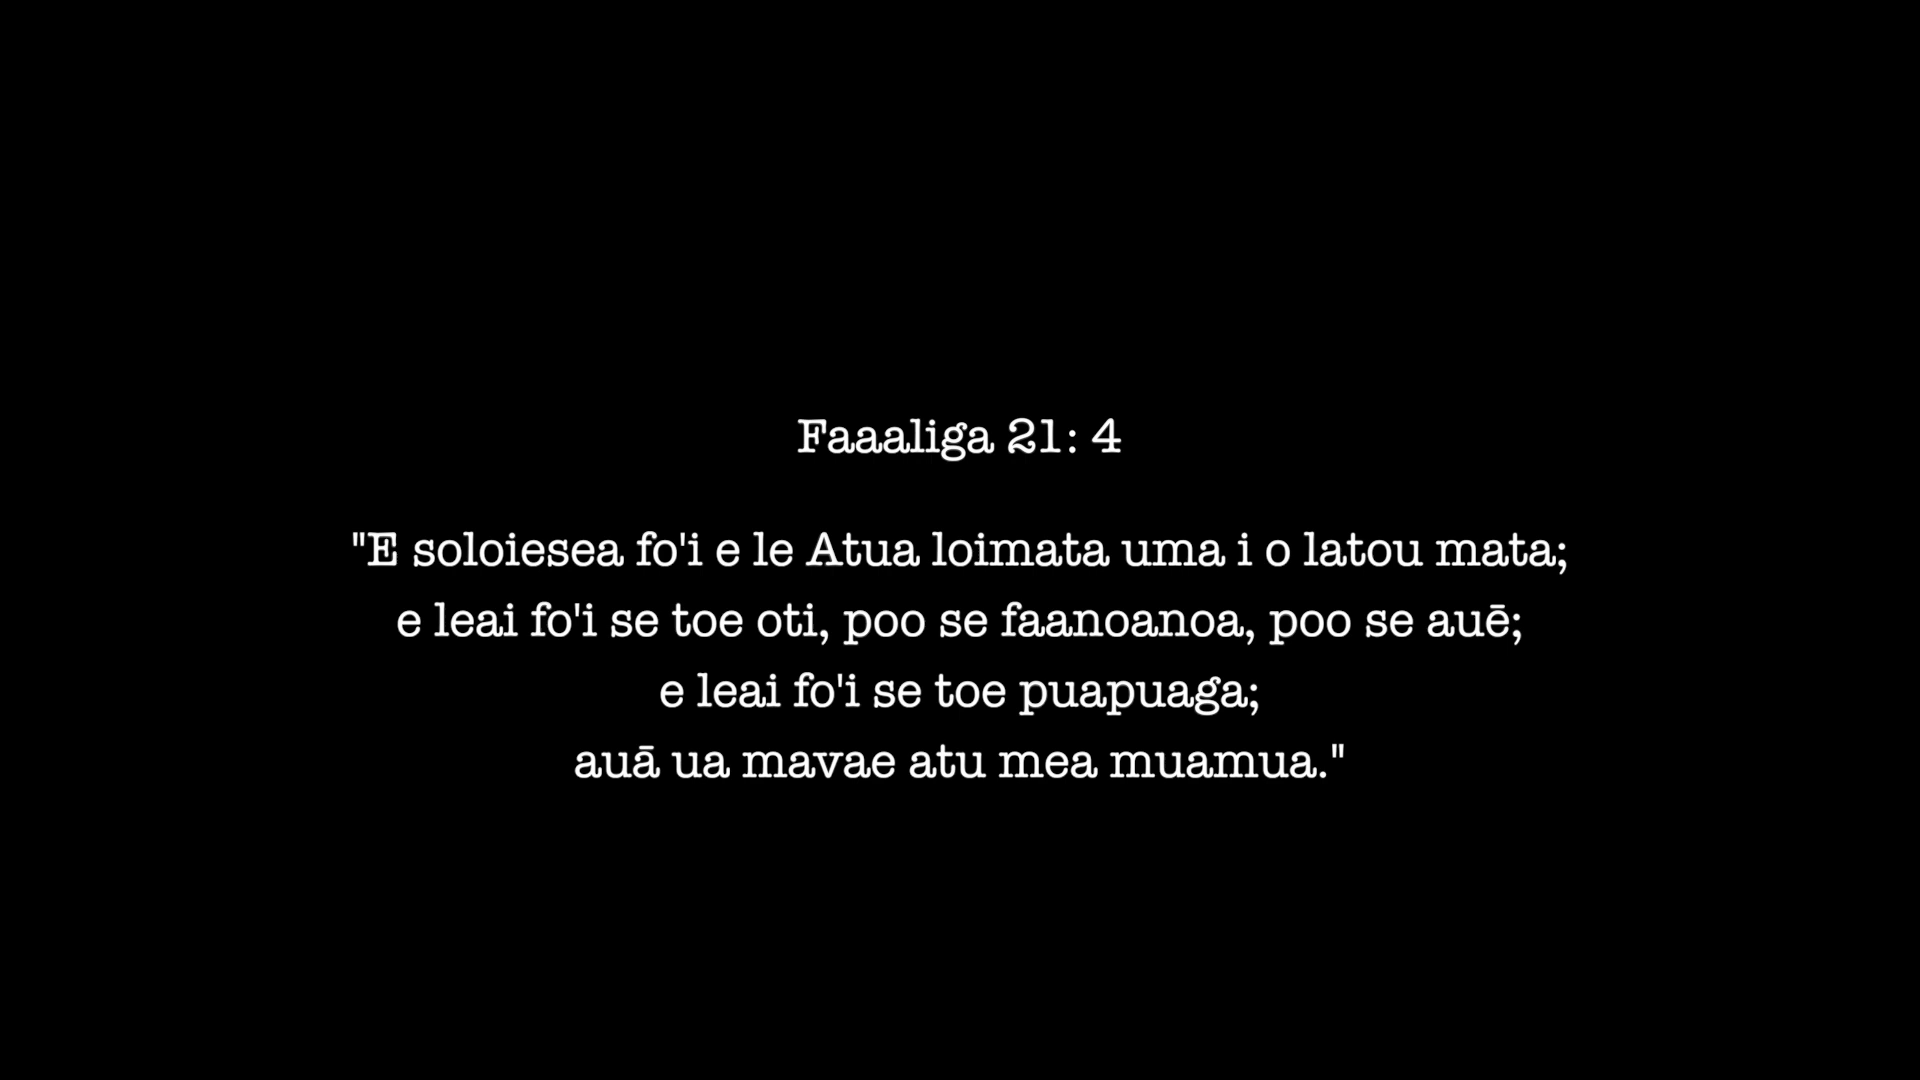 Faaaliga 21: 4
"E soloiesea fo'i e le Atua loimata uma i o latou mata;
e leai fo'i se toe oti, poo se faanoanoa, poo se auē;
e leai fo'i se toe puapuaga;
auā ua mavae atu mea muamua."